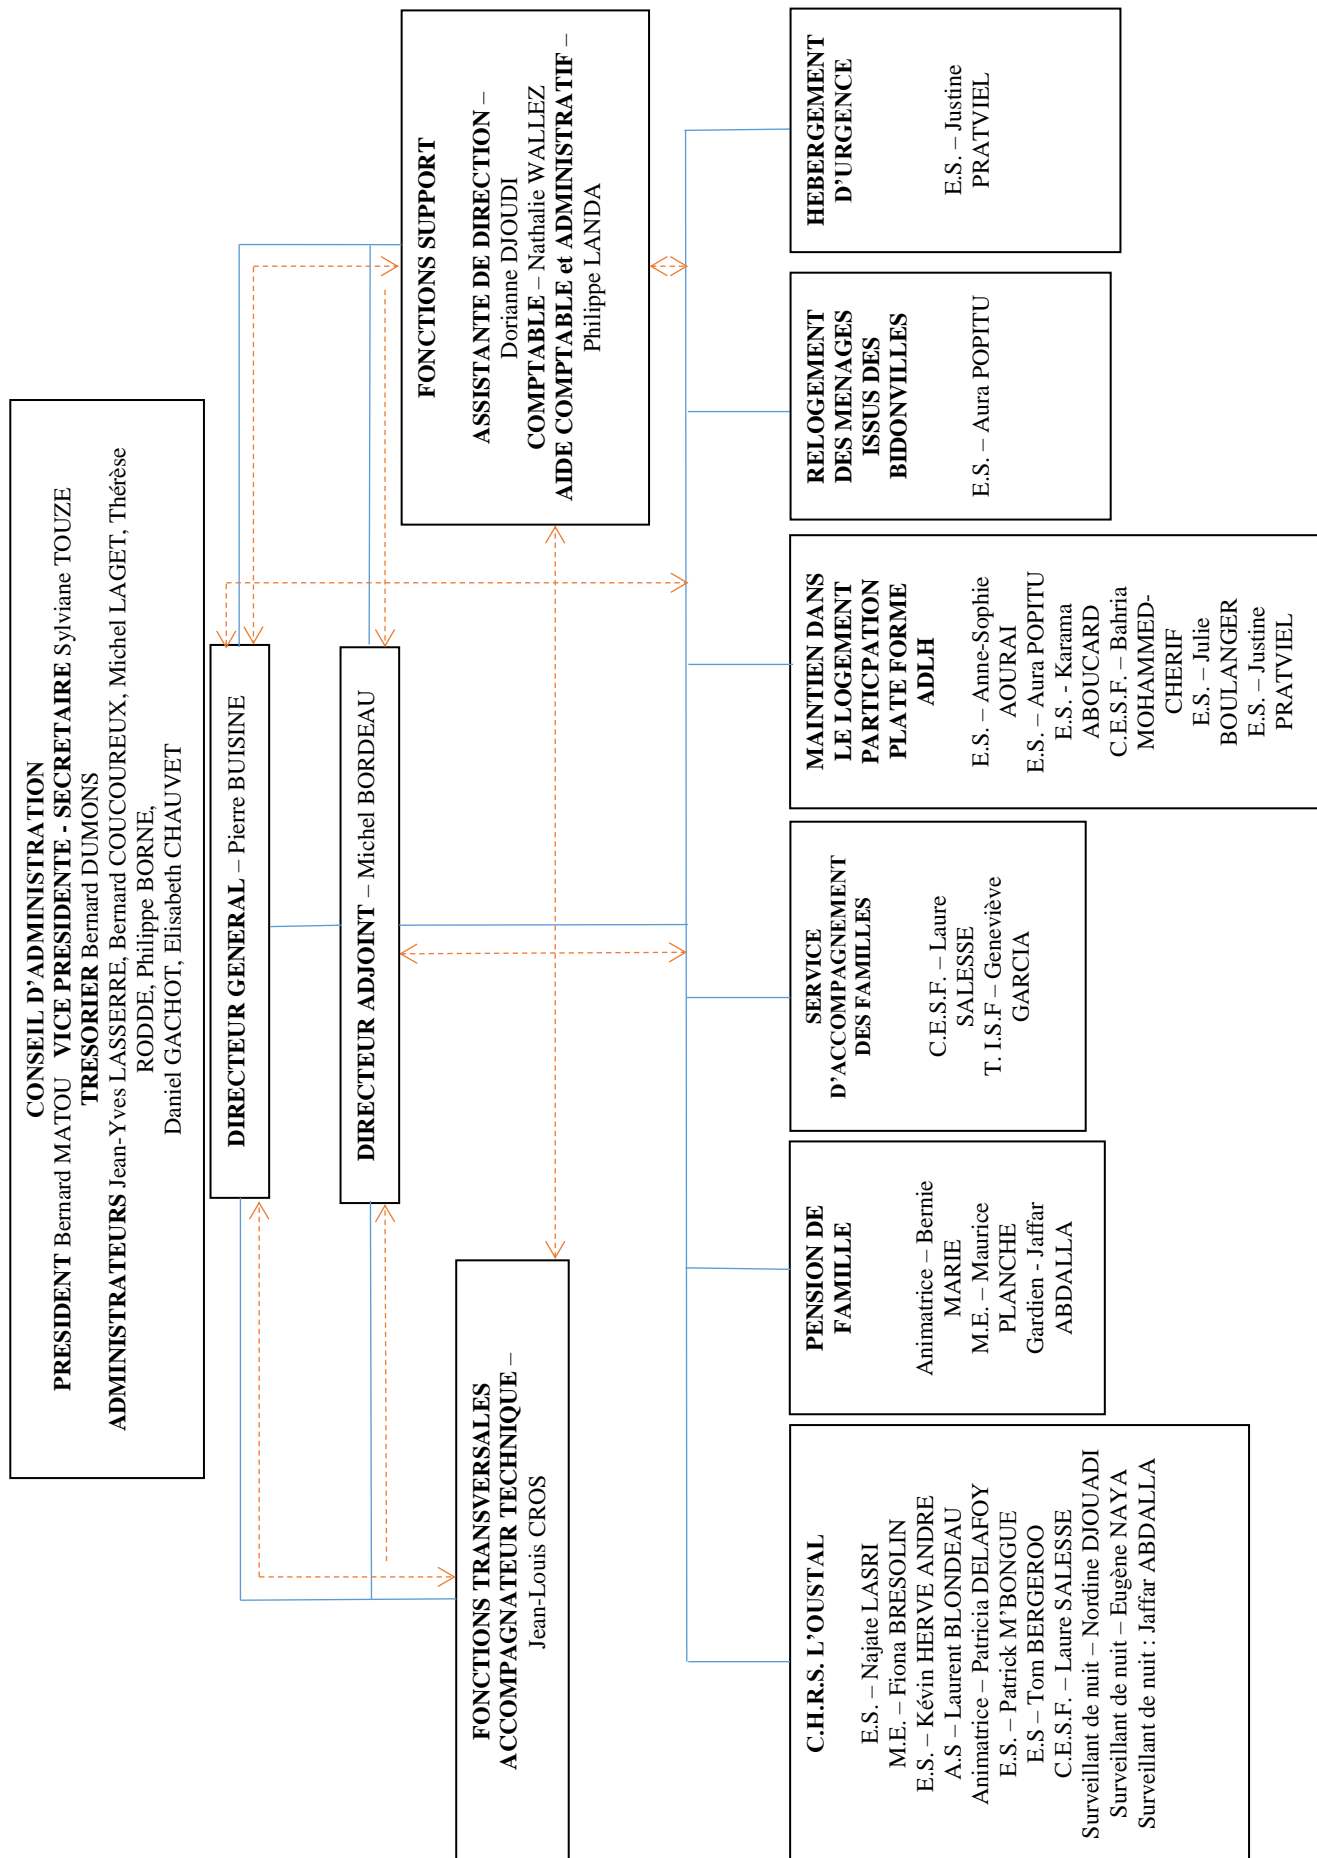 CONSEIL D'ADMINISTRATION
PRESIDENT Bernard MATOU VICE PRESIDENTE - SECRETAIRE Sylviane TOUZE
TRESORIER Bernard DUMONS
ADMINISTRATEURS Jean-Yves LASSERRE, Bernard COUCOUREUX, Michel LAGET, Thérèse
RODDE, Philippe BORNE,
Daniel GACHOT, Elisabeth CHAUVET
DIRECTEUR GENERAL – Pierre BUISINE
DIRECTEUR ADJOINT – Michel BORDEAU
FONCTIONS TRANSVERSALES
ACCOMPAGNATEUR TECHNIQUE –
Jean-Louis CROS
FONCTIONS SUPPORT
ASSISTANTE DE DIRECTION –
Dorianne DJOUDI
COMPTABLE – Nathalie WALLEZ
AIDE COMPTABLE et ADMINISTRATIF –
Philippe LANDA
C.H.R.S. L'OUSTAL
E.S. – Najate LASRI
M.E. – Fiona BRESOLIN
E.S. – Kévin HERVE ANDRE
A.S – Laurent BLONDEAU
Animatrice – Patricia DELAFOY
E.S. – Patrick M'BONGUE
E.S – Tom BERGEROO
C.E.S.F. – Laure SALESSE
Surveillant de nuit – Nordine DJOUADI
Surveillant de nuit – Eugène NAYA
Surveillant de nuit : Jaffar ABDALLA
PENSION DE
FAMILLE
Animatrice – Bernie
MARIE
M.E. – Maurice
PLANCHE
Gardien - Jaffar
ABDALLA
SERVICE
D'ACCOMPAGNEMENT
DES FAMILLES
C.E.S.F. – Laure
SALESSE
T. I.S.F – Geneviève
GARCIA
MAINTIEN DANS
LE LOGEMENT
PARTICPATION
PLATE FORME
ADLH
E.S. – Anne-Sophie
AOURAI
E.S. – Aura POPITU
E.S. - Karama
ABOUCARD
C.E.S.F. – Bahria
MOHAMMED-
CHERIF
E.S. – Julie
BOULANGER
E.S. – Justine
PRATVIEL
RELOGEMENT
DES MENAGES
ISSUS DES
BIDONVILLES
E.S. – Aura POPITU
HEBERGEMENT
D'URGENCE
E.S. – Justine
PRATVIEL